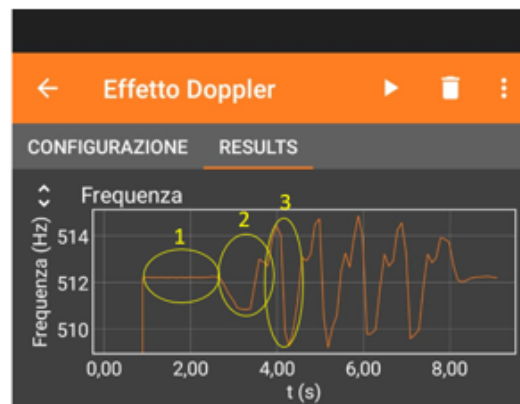 Effetto Doppler
CONFIGURAZIONE RESULTS
Frequenza
1 2 3
Frequenza (Hz)
514
512
510
0,00 2,00 4,00 6,00 8,00
t (s)